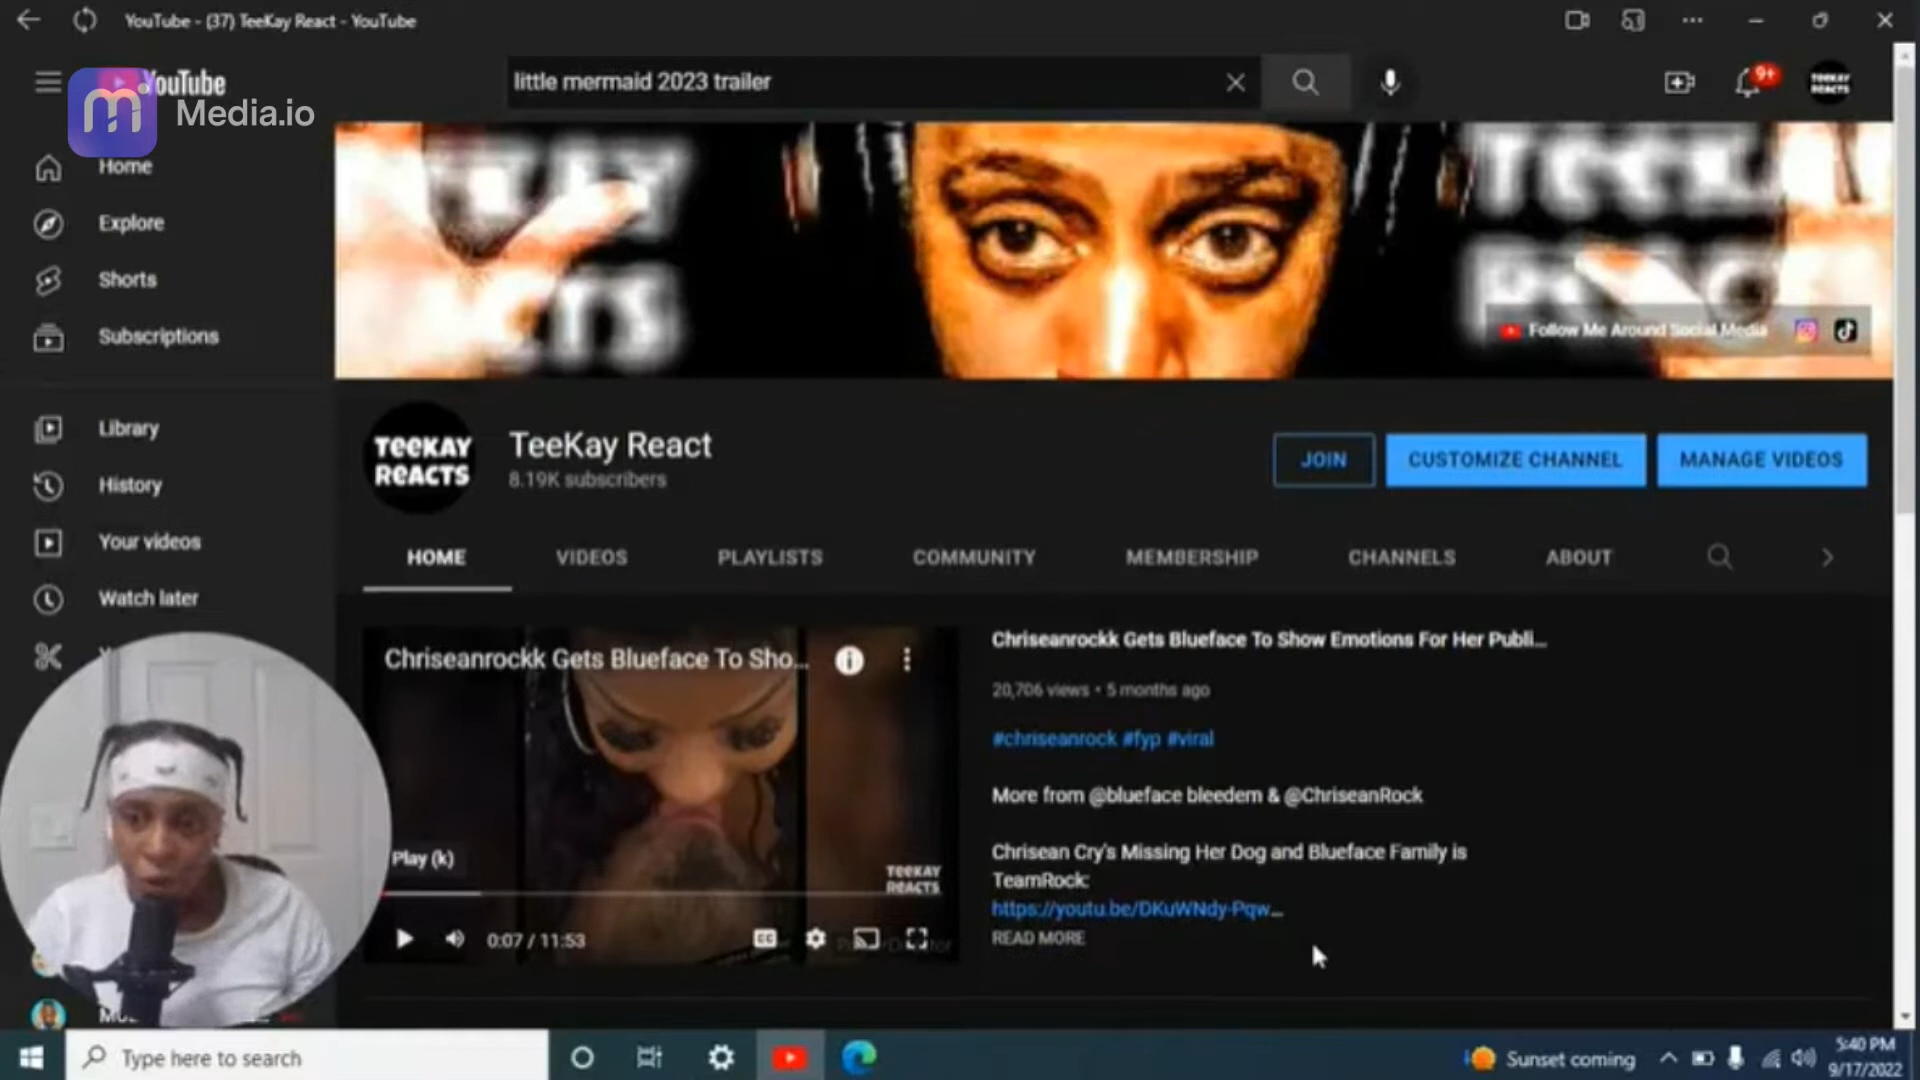 YouTube - (37) TeeKay React - YouTube
YouTube
Media.io
little mermaid 2023 trailer
9+
TEEKAY
REACTS
Home
Explore
Shorts
Subscriptions
Library
History
Your videos
Watch later
Follow Me Around Social Media
TEEKAY
REACTS
TeeKay React
8.19K subscribers
JOIN
CUSTOMIZE CHANNEL
MANAGE VIDEOS
HOME
VIDEOS
PLAYLISTS
COMMUNITY
MEMBERSHIP
CHANNELS
ABOUT
Chriseanrockk Gets Blueface To Sho...
Play (k)
TEEKAY
REACTS
0:07 / 11:53
CC
Chriseanrockk Gets Blueface To Show Emotions For Her Publi...
20,706 views • 5 months ago
#chriseanrock #fyp #viral
More from @blueface bleedem & @ChriseanRock
Chrisean Cry's Missing Her Dog and Blueface Family is
TeamRock:
https://youtu.be/DKuWNdy-Pqw...
READ MORE
Type here to search
Sunset coming
5:40 PM
9/17/2022